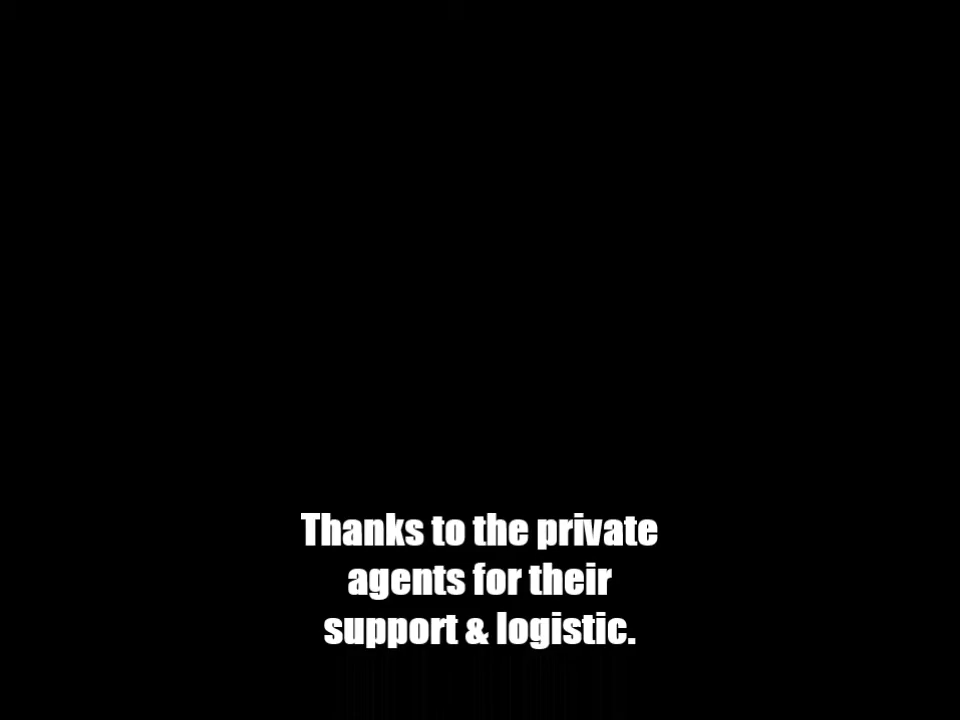 Thanks to the private
agents for their
support & logistic.